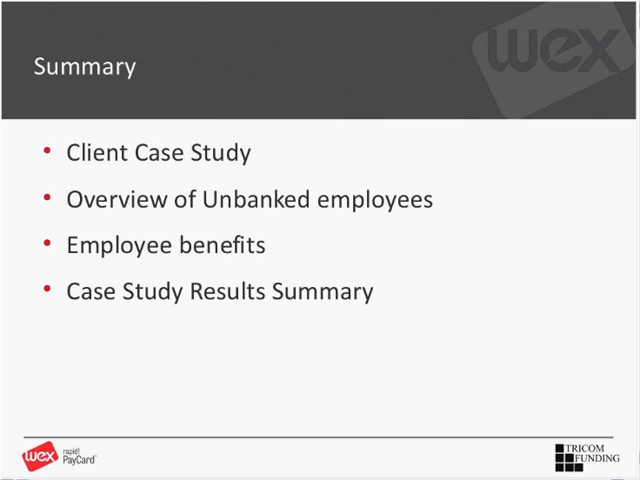 wex
Summary
• Client Case Study
• Overview of Unbanked employees
• Employee benefits
• Case Study Results Summary
wex
rapid!
PayCard
TRICOM
FUNDING